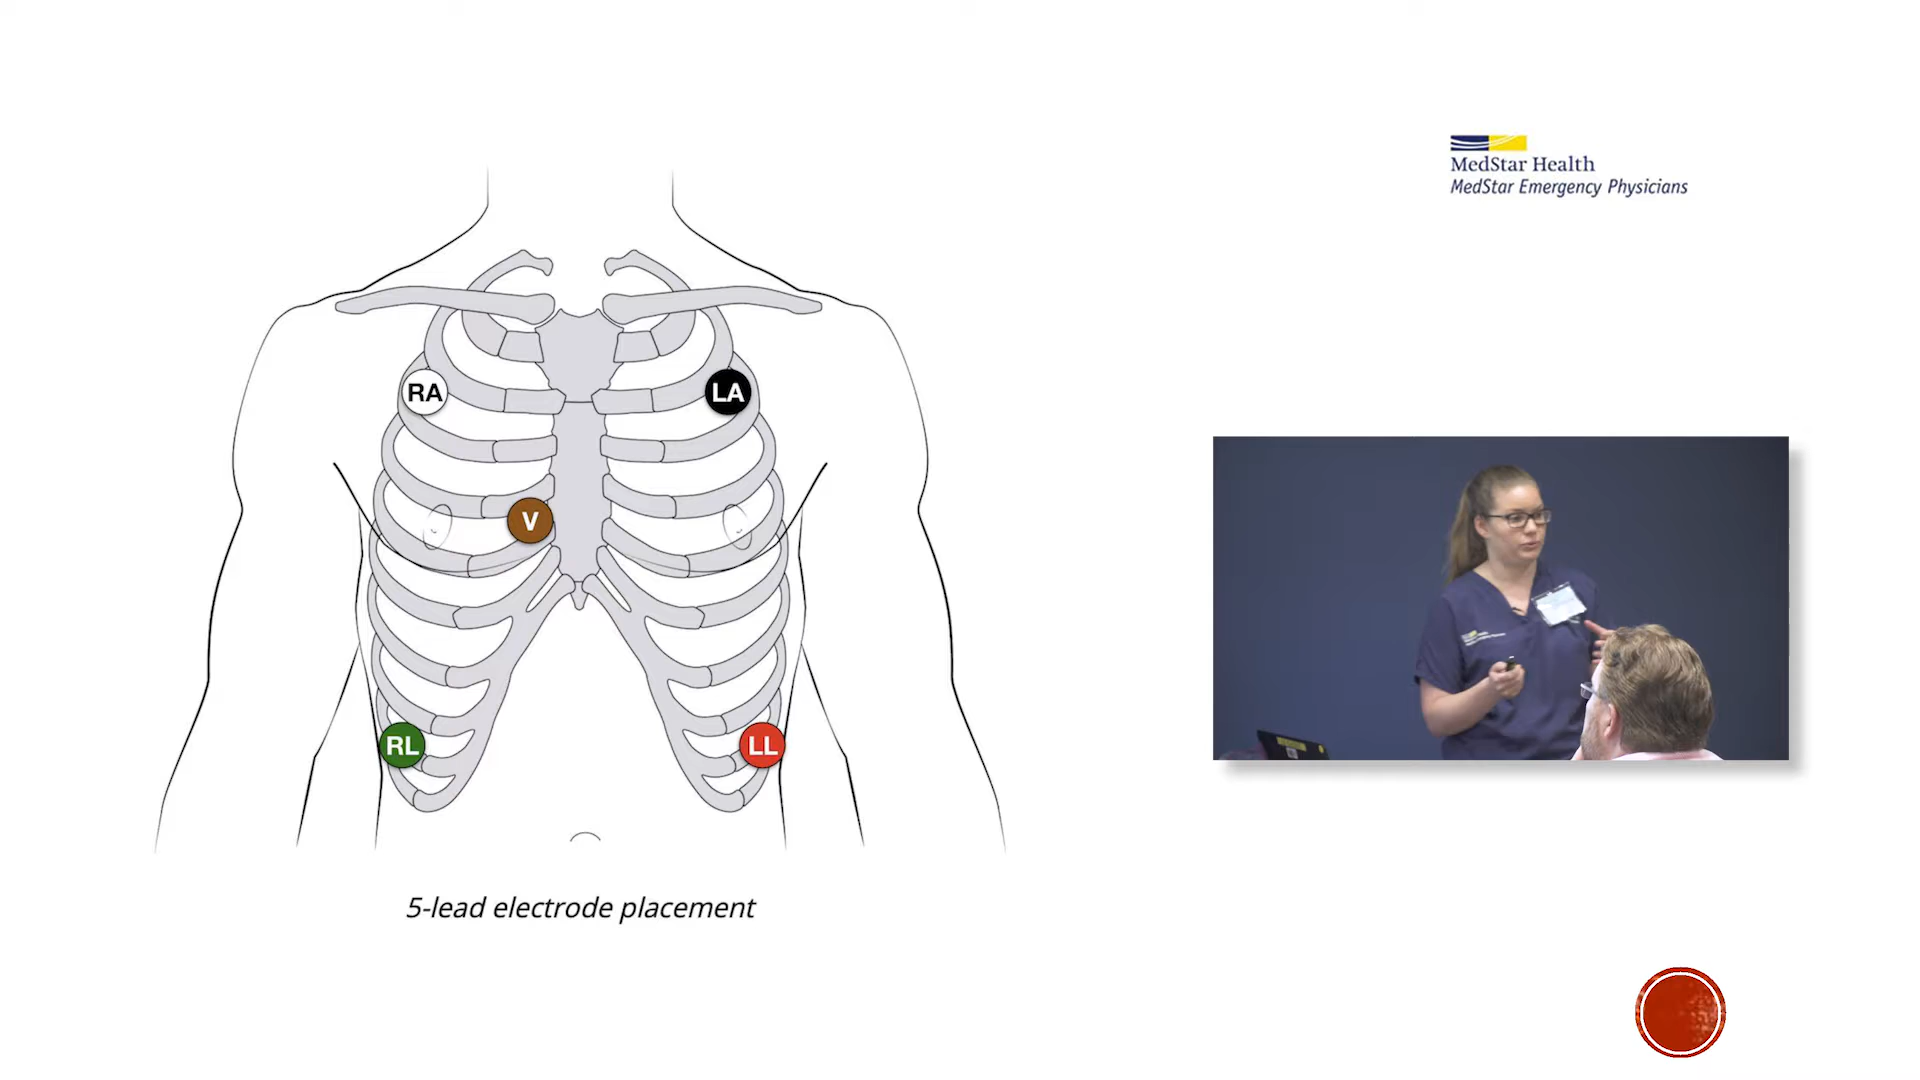 MedStar Health
MedStar Emergency Physicians
RA
LA
V
RL
LL
5-lead electrode placement